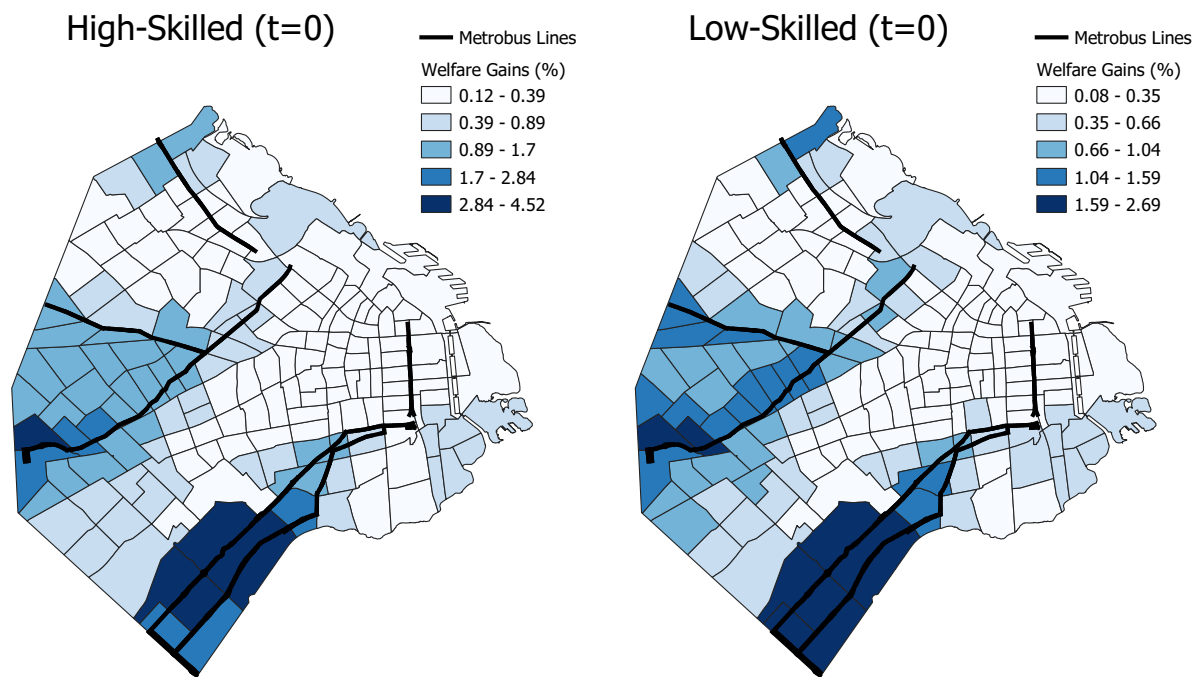 High-Skilled (t=0)
Metrobus Lines
Welfare Gains (%)
0.12 - 0.39
0.39 - 0.89
0.89 - 1.7
1.7 - 2.84
2.84 - 4.52
Low-Skilled (t=0)
Metrobus Lines
Welfare Gains (%)
0.08 - 0.35
0.35 - 0.66
0.66 - 1.04
1.04 - 1.59
1.59 - 2.69